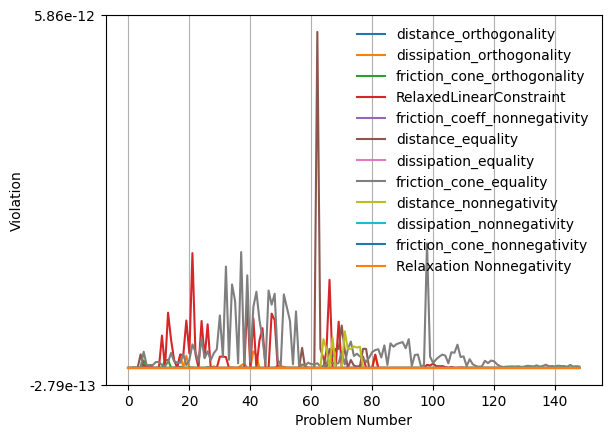 5.86e-12
distance_orthogonality
dissipation_orthogonality
friction_cone_orthogonality
RelaxedLinearConstraint
friction_coeff_nonnegativity
distance_equality
dissipation_equality
friction_cone_equality
distance_nonnegativity
dissipation_nonnegativity
friction_cone_nonnegativity
Relaxation Nonnegativity
Violation
-2.79e-13
0 20 40 60 80 100 120 140
Problem Number